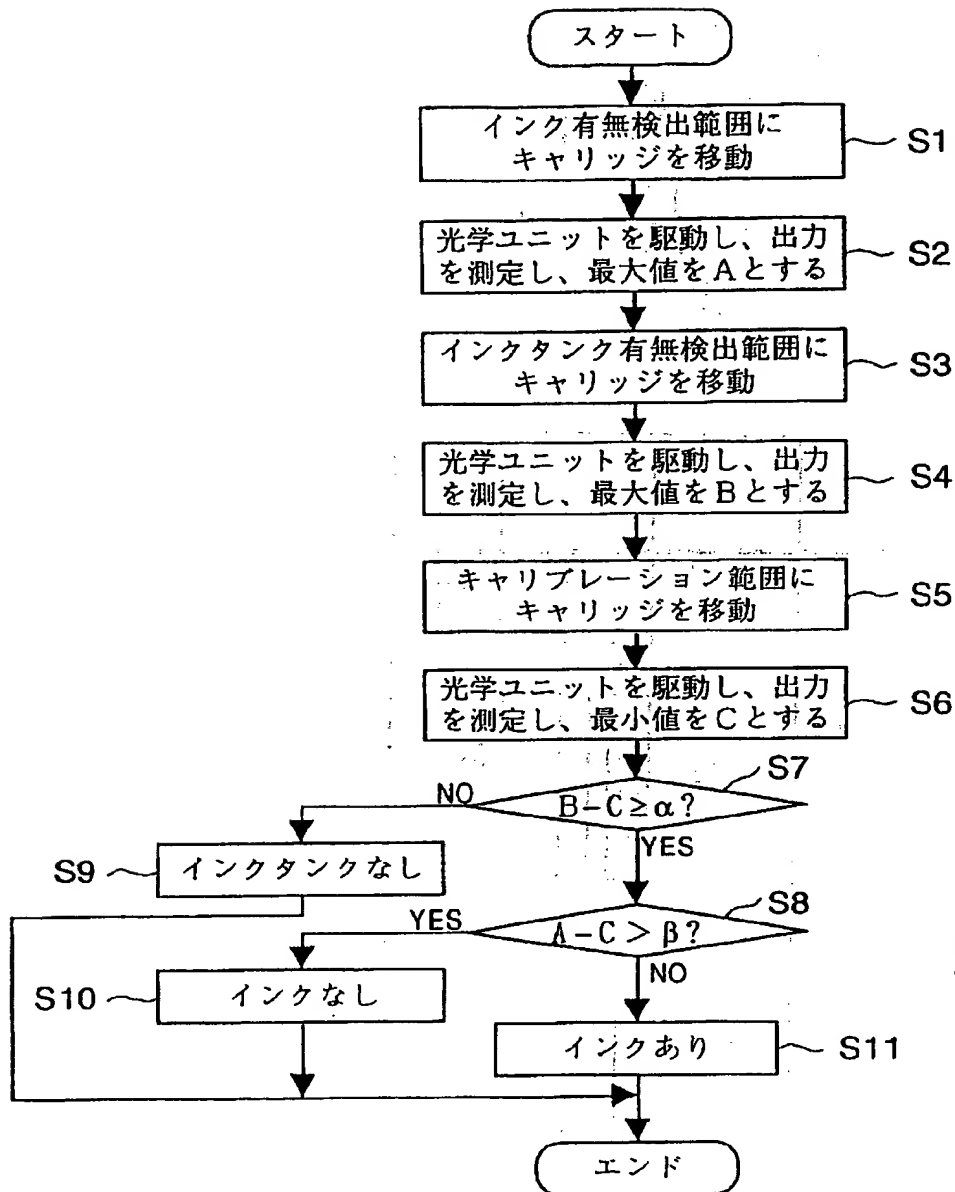 スタート
インク有無検出範囲に
キャリッジを移動
S1
光学ユニットを駆動し、出力
を測定し、最大値をAとする
S2
インクタンク有無検出範囲に
キャリッジを移動
S3
光学ユニットを駆動し、出力
を測定し、最大値をBとする
S4
キャリブレーション範囲に
キャリッジを移動
S5
光学ユニットを駆動し、出力
を測定し、最小値をCとする
S6
S7
NO
B-C≥α?
YES
S9
インクタンクなし
S8
YES
A-C>β?
NO
S10
インクなし
インクあり
S11
エンド